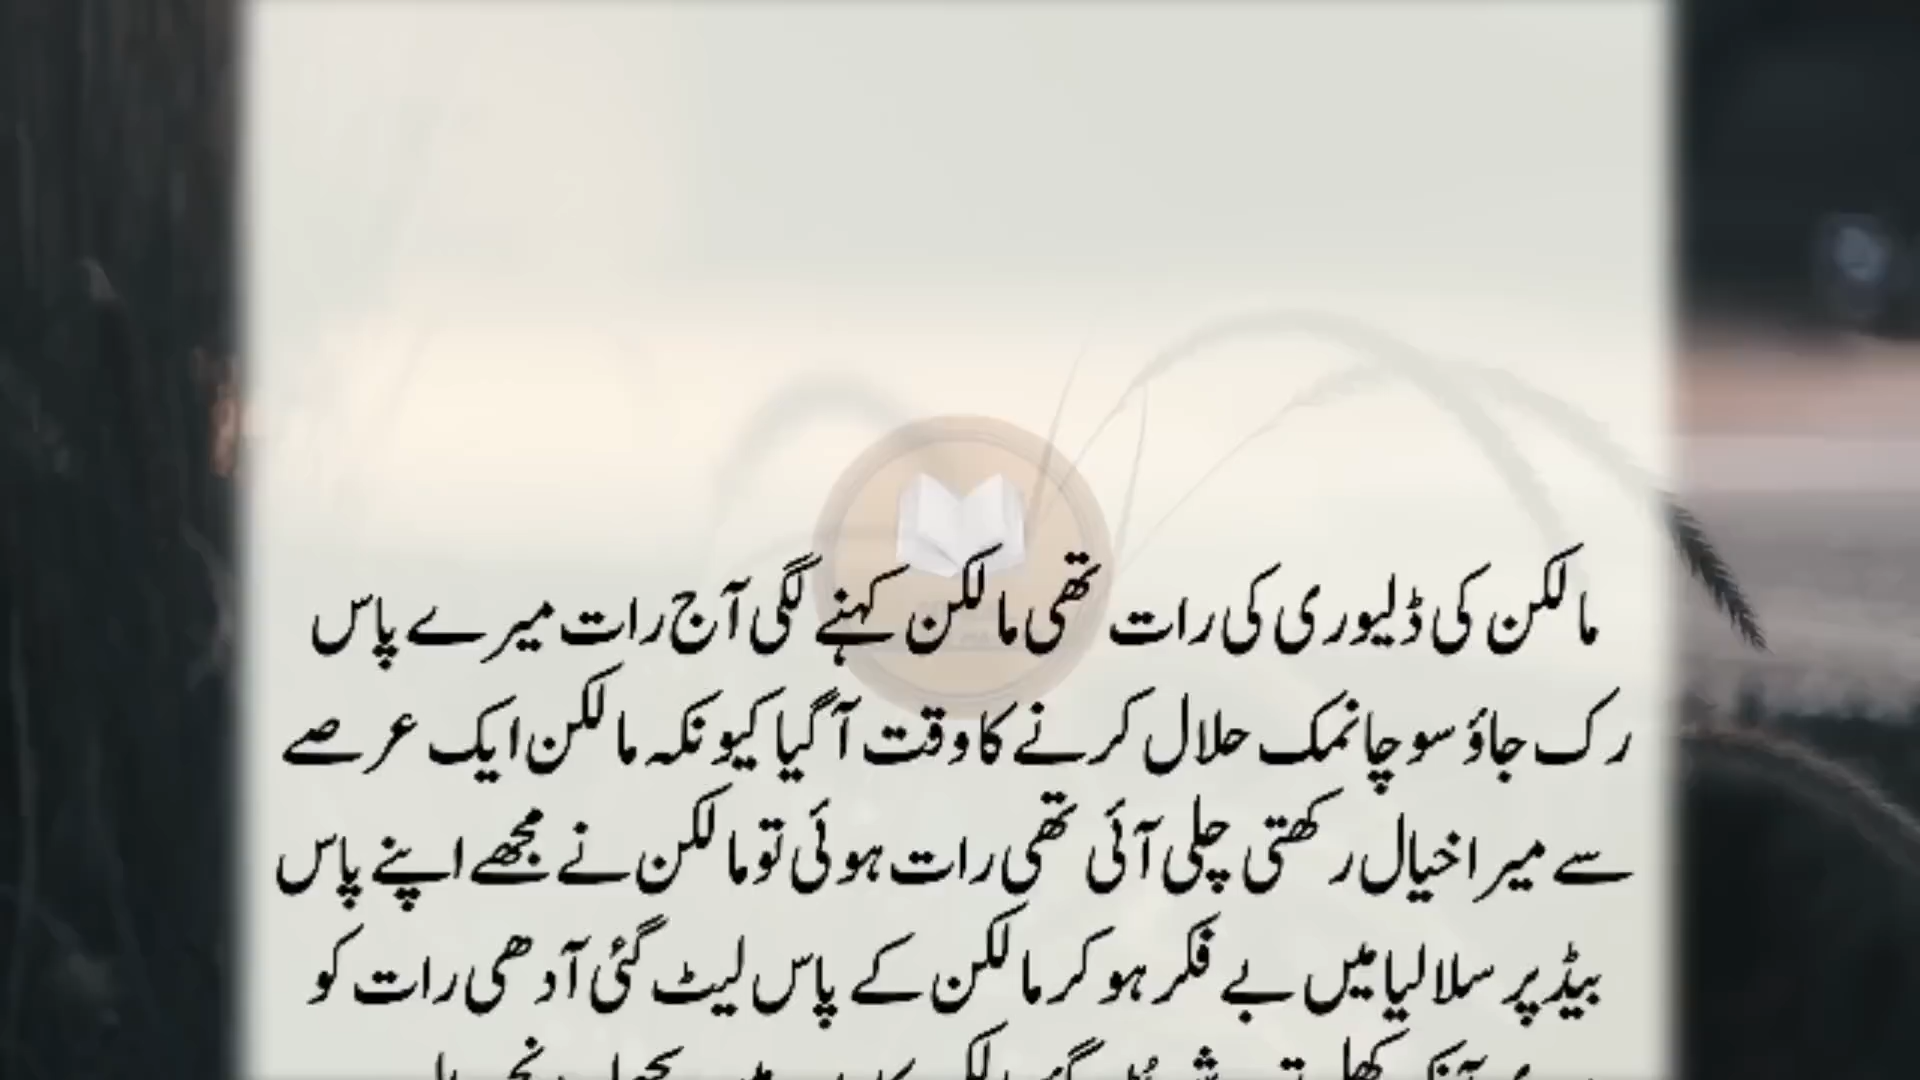 مالکن کی ڈلیوری کی رات تھی مالکن کہنے لگی آج رات میرے پاس
رک جاؤ سوچا نمک حلال کرنے کا وقت آگیا کیونکہ مالکن ایک عرصے
سے میرا خیال رکھتی چلی آئی تھی رات ہوئی تو مالکن نے مجھے اپنے پاس
بیڈ پر سلا لیا میں بے فکر ہو کر مالکن کے پاس لیٹ گئی آدھی رات کو